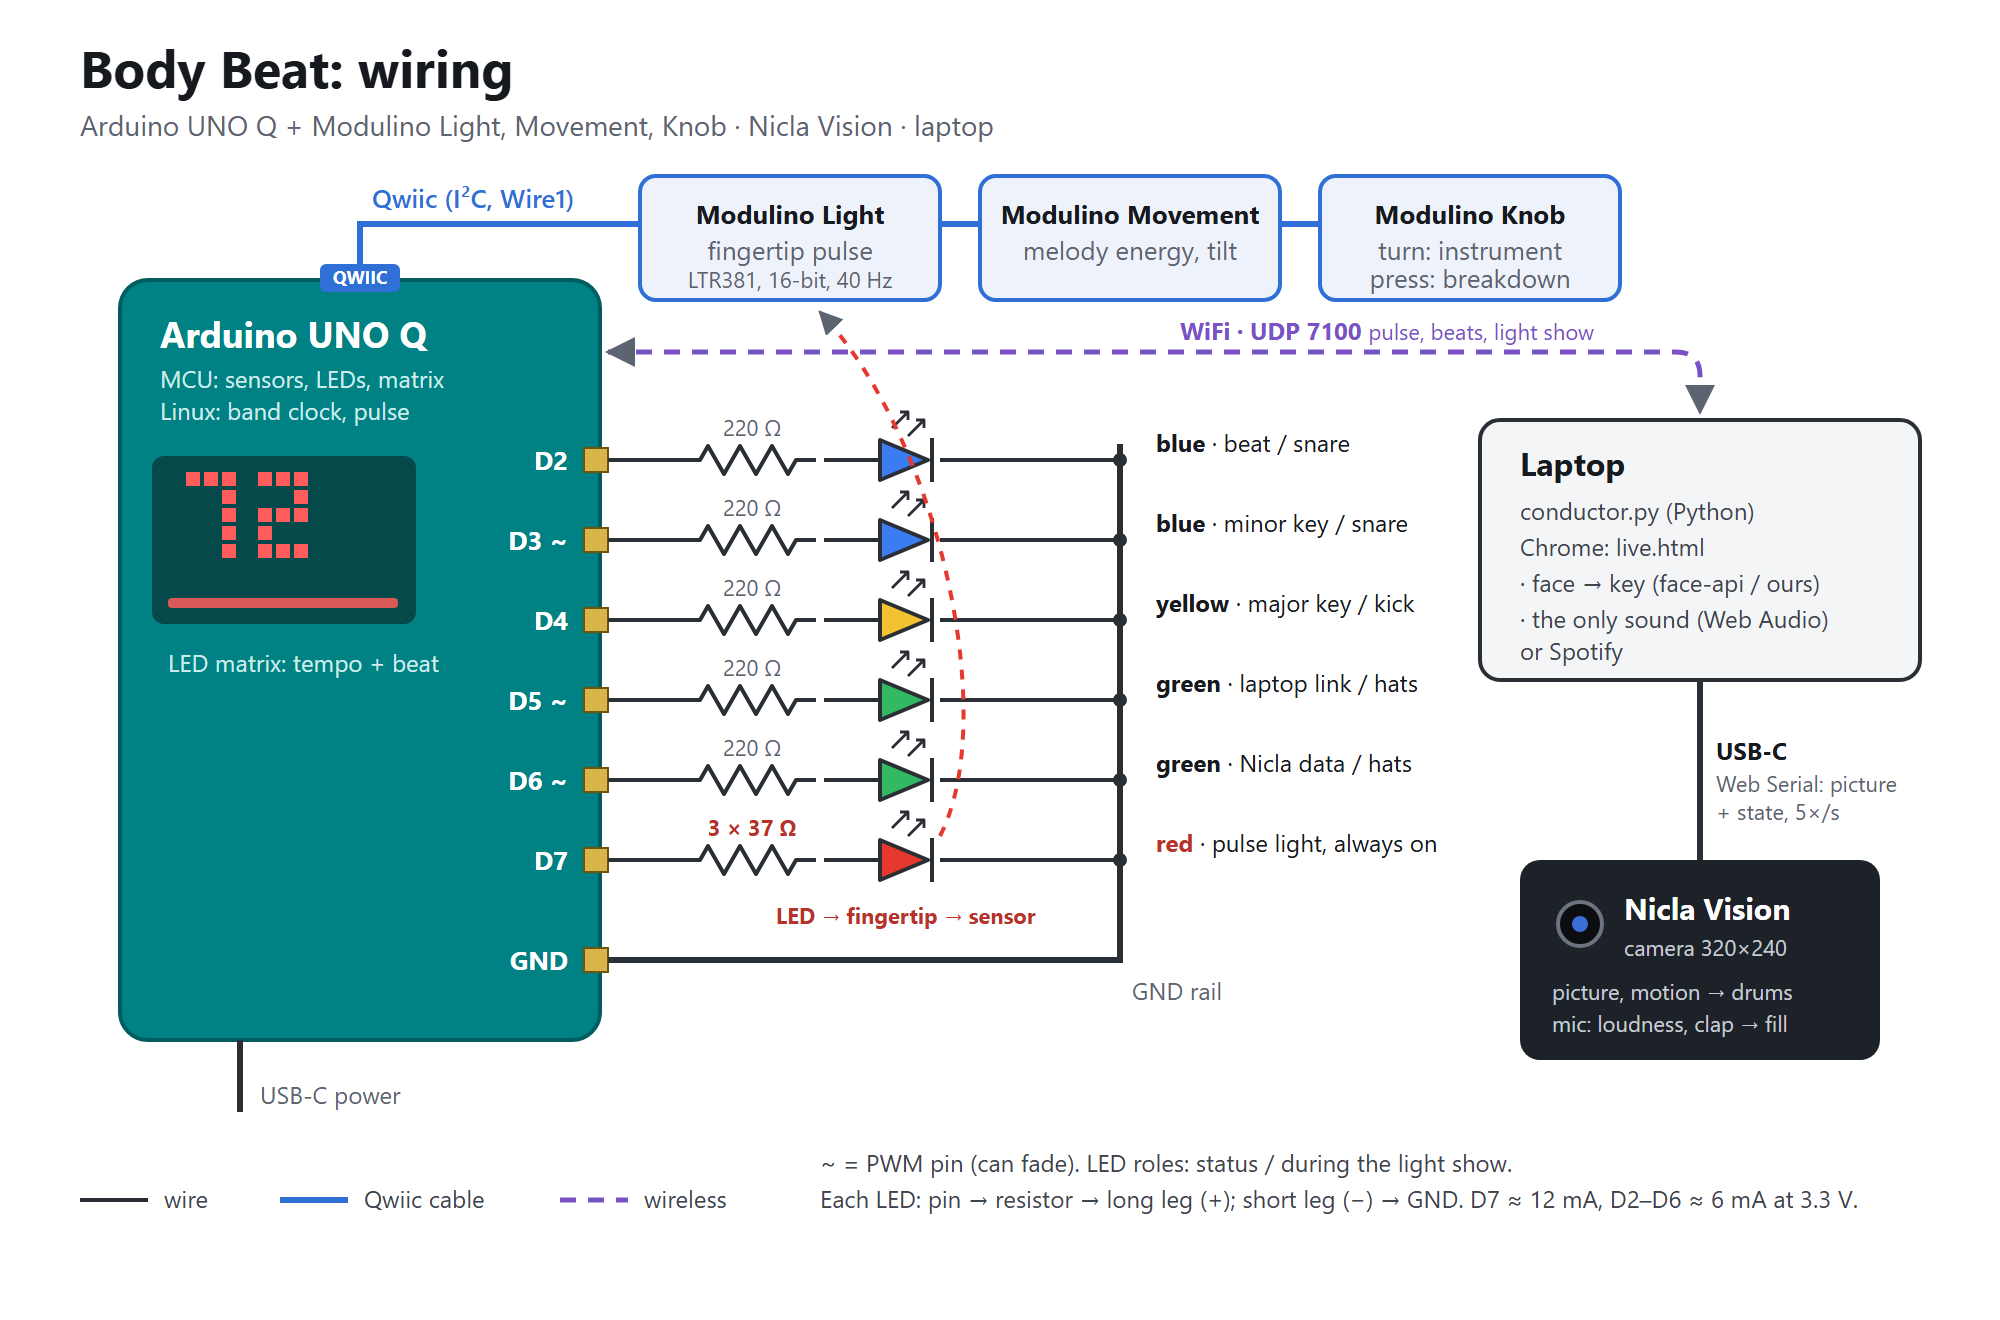 Body Beat: wiring
Arduino UNO Q + Modulino Light, Movement, Knob · Nicla Vision · laptop
Qwiic (I²C, Wire1)
Modulino Light
fingertip pulse
LTR381, 16-bit, 40 Hz
Modulino Movement
melody energy, tilt
Modulino Knob
turn: instrument
press: breakdown
QWIIC
WiFi · UDP 7100 pulse, beats, light show
Arduino UNO Q
MCU: sensors, LEDs, matrix
Linux: band clock, pulse
72
LED matrix: tempo + beat
D2
220 Ω
blue · beat / snare
D3 ~
220 Ω
blue · minor key / snare
D4
220 Ω
yellow · major key / kick
D5 ~
220 Ω
green · laptop link / hats
D6 ~
220 Ω
green · Nicla data / hats
D7
3 × 37 Ω
red · pulse light, always on
LED → fingertip → sensor
GND
GND rail
USB-C power
Laptop
conductor.py (Python)
Chrome: live.html
· face → key (face-api / ours)
· the only sound (Web Audio)
or Spotify
USB-C
Web Serial: picture
+ state, 5×/s
Nicla Vision
camera 320×240
picture, motion → drums
mic: loudness, clap → fill
~ = PWM pin (can fade). LED roles: status / during the light show.
Each LED: pin → resistor → long leg (+); short leg (−) → GND. D7 ≈ 12 mA, D2–D6 ≈ 6 mA at 3.3 V.
wire
Qwiic cable
wireless